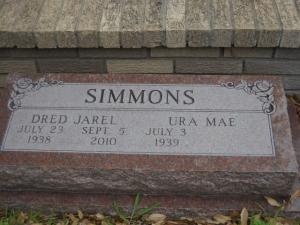 SIMMONS
DRED JAREL URA MAE
JULY 23 SEPT 5 JULY 3
1938 2010 1939